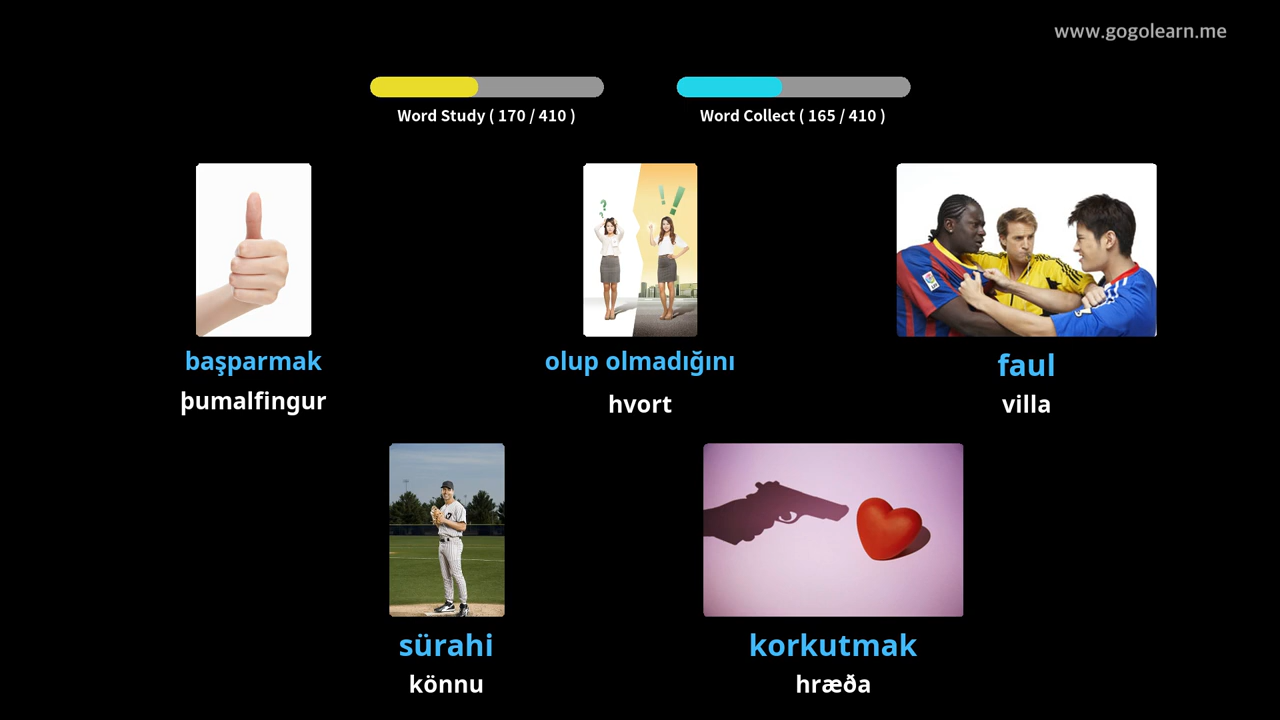 www.gogolearn.me
Word Study ( 170 / 410 )
Word Collect ( 165 / 410 )
başparmak
þumalfingur
olup olmadığını
hvort
faul
villa
sürahi
könnu
korkutmak
hræða